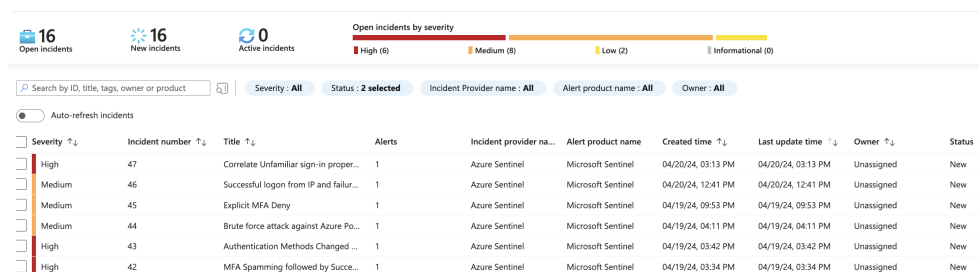 16
Open incidents
16
New incidents
0
Active incidents
Open incidents by severity
High (6) Medium (8) Low (2) Informational (0)
Search by ID, title, tags, owner or product
Severity : All
Status : 2 selected
Incident Provider name : All
Alert product name : All
Owner : All
Auto-refresh incidents
Severity ↑↓ Incident number ↑↓ Title ↑↓ Alerts Incident provider na... Alert product name Created time ↑↓ Last update time ↑↓ Owner ↑↓ Status
High 47 Correlate Unfamiliar sign-in proper... 1 Azure Sentinel Microsoft Sentinel 04/20/24, 03:13 PM 04/20/24, 03:13 PM Unassigned New
Medium 46 Successful logon from IP and failur... 1 Azure Sentinel Microsoft Sentinel 04/20/24, 12:41 PM 04/20/24, 12:41 PM Unassigned New
Medium 45 Explicit MFA Deny 1 Azure Sentinel Microsoft Sentinel 04/19/24, 09:53 PM 04/19/24, 09:53 PM Unassigned New
Medium 44 Brute force attack against Azure Po... 1 Azure Sentinel Microsoft Sentinel 04/19/24, 04:11 PM 04/19/24, 04:11 PM Unassigned New
High 43 Authentication Methods Changed ... 1 Azure Sentinel Microsoft Sentinel 04/19/24, 03:42 PM 04/19/24, 03:42 PM Unassigned New
High 42 MFA Spamming followed by Succe... 1 Azure Sentinel Microsoft Sentinel 04/19/24, 03:34 PM 04/19/24, 03:34 PM Unassigned New